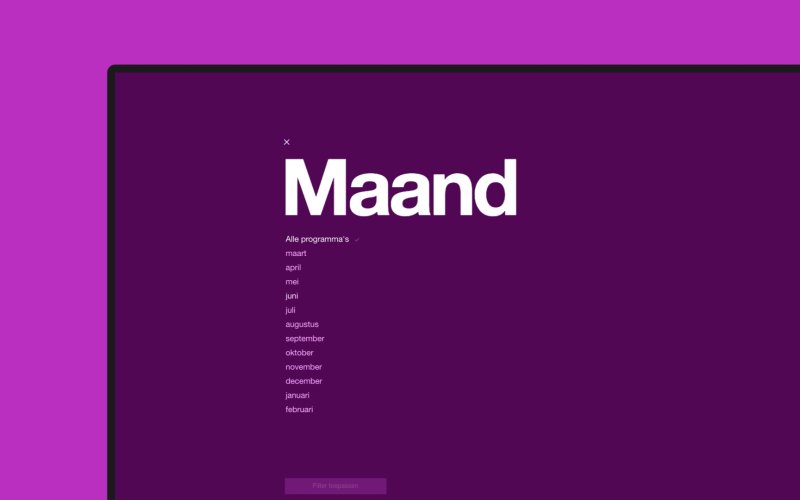 Maand
Alle programma's
maart
april
mei
juni
juli
augustus
september
oktober
november
december
januari
februari
Filter toepassen